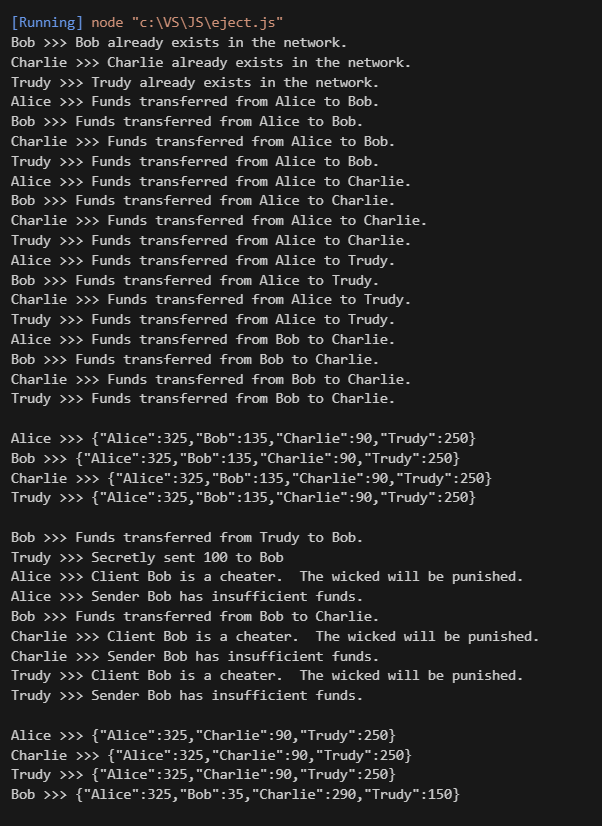 [Running] node "c:\VS\JS\eject.js"
Bob >>> Bob already exists in the network.
Charlie >>> Charlie already exists in the network.
Trudy >>> Trudy already exists in the network.
Alice >>> Funds transferred from Alice to Bob.
Bob >>> Funds transferred from Alice to Bob.
Charlie >>> Funds transferred from Alice to Bob.
Trudy >>> Funds transferred from Alice to Bob.
Alice >>> Funds transferred from Alice to Charlie.
Bob >>> Funds transferred from Alice to Charlie.
Charlie >>> Funds transferred from Alice to Charlie.
Trudy >>> Funds transferred from Alice to Charlie.
Alice >>> Funds transferred from Alice to Trudy.
Bob >>> Funds transferred from Alice to Trudy.
Charlie >>> Funds transferred from Alice to Trudy.
Trudy >>> Funds transferred from Alice to Trudy.
Alice >>> Funds transferred from Bob to Charlie.
Bob >>> Funds transferred from Bob to Charlie.
Charlie >>> Funds transferred from Bob to Charlie.
Trudy >>> Funds transferred from Bob to Charlie.

Alice >>> {"Alice":325,"Bob":135,"Charlie":90,"Trudy":250}
Bob >>> {"Alice":325,"Bob":135,"Charlie":90,"Trudy":250}
Charlie >>> {"Alice":325,"Bob":135,"Charlie":90,"Trudy":250}
Trudy >>> {"Alice":325,"Bob":135,"Charlie":90,"Trudy":250}

Bob >>> Funds transferred from Trudy to Bob.
Trudy >>> Secretly sent 100 to Bob
Alice >>> Client Bob is a cheater.  The wicked will be punished.
Alice >>> Sender Bob has insufficient funds.
Bob >>> Funds transferred from Bob to Charlie.
Charlie >>> Client Bob is a cheater.  The wicked will be punished.
Charlie >>> Sender Bob has insufficient funds.
Trudy >>> Client Bob is a cheater.  The wicked will be punished.
Trudy >>> Sender Bob has insufficient funds.

Alice >>> {"Alice":325,"Charlie":90,"Trudy":250}
Charlie >>> {"Alice":325,"Charlie":90,"Trudy":250}
Trudy >>> {"Alice":325,"Charlie":90,"Trudy":250}
Bob >>> {"Alice":325,"Bob":35,"Charlie":290,"Trudy":150}